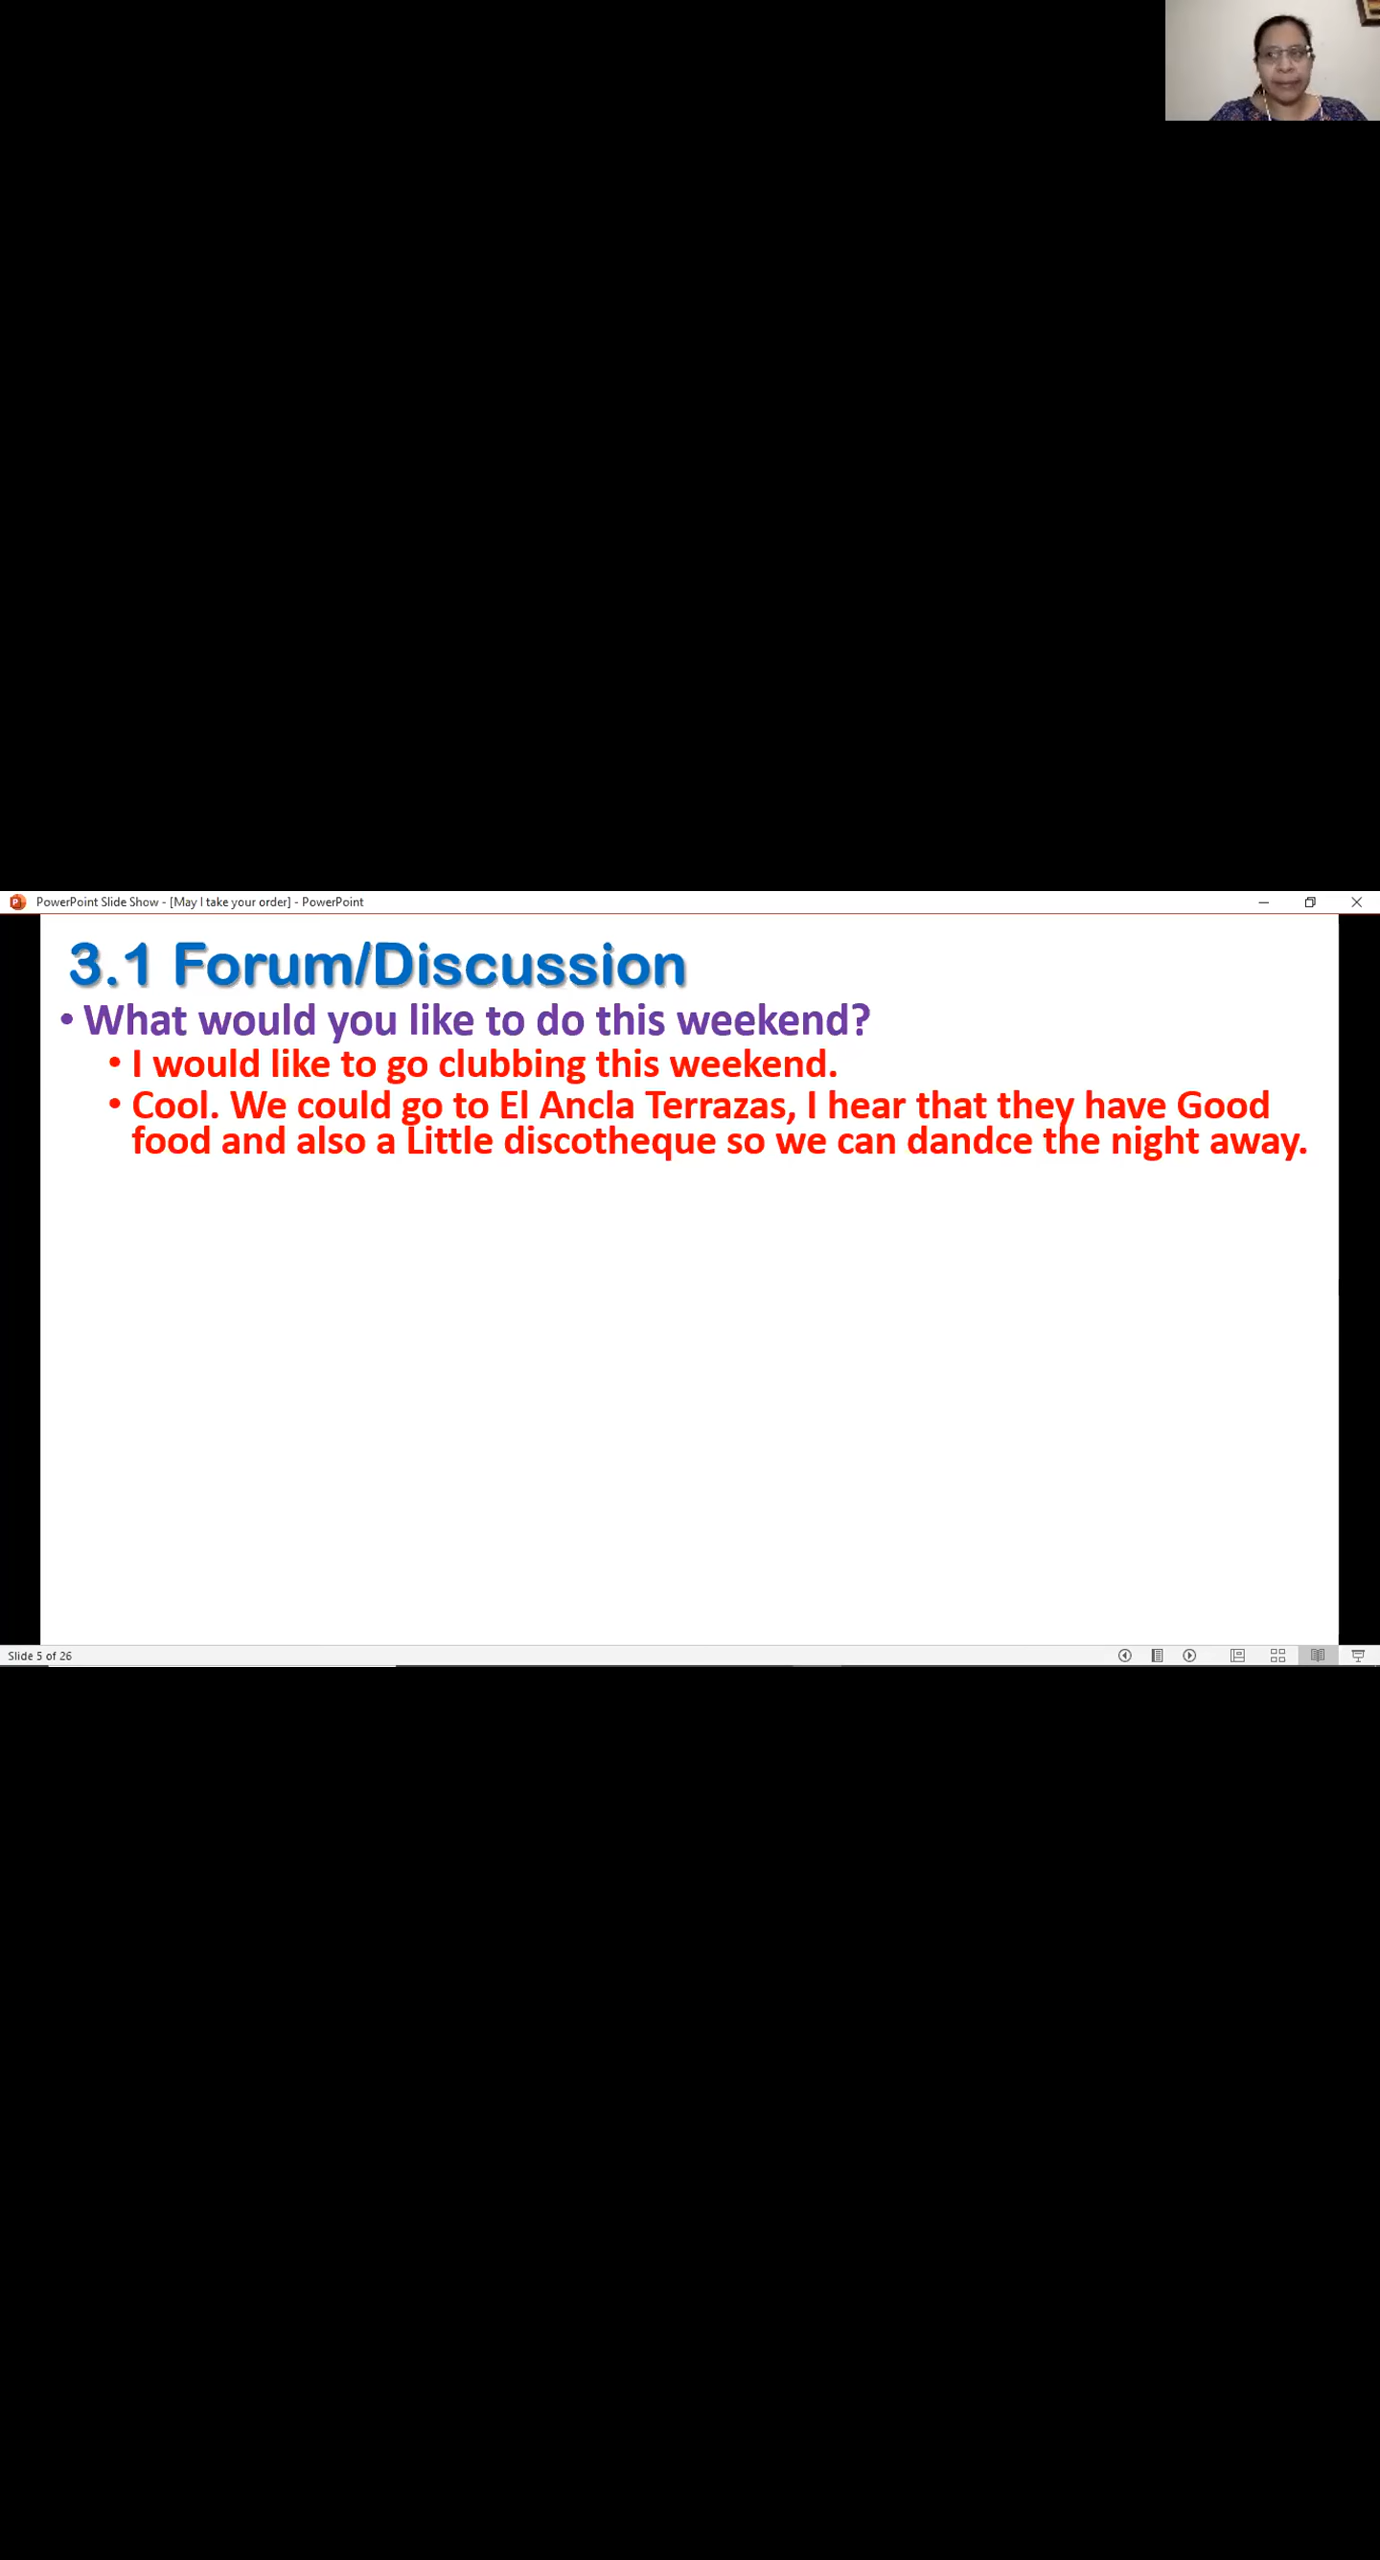 PowerPoint Slide Show - [May I take your order] - PowerPoint
3.1 Forum/Discussion
• What would you like to do this weekend?
• I would like to go clubbing this weekend.
• Cool. We could go to El Ancla Terrazas, I hear that they have Good
food and also a Little discotheque so we can dandce the night away.
Slide 5 of 26